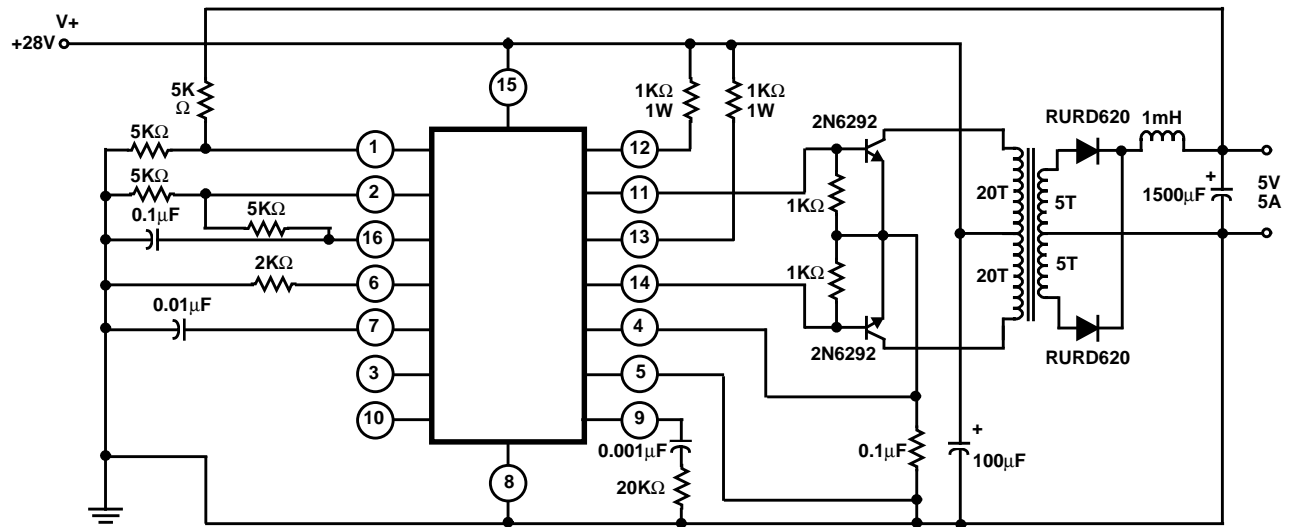 V+
+28V
5K
Ω
5KΩ
5KΩ
5KΩ
0.1µF
2KΩ
0.01µF
15
1
2
16
6
7
3
10
8
12
11
13
14
4
5
9
1KΩ
1W
1KΩ
1W
0.001µF
20KΩ
2N6292
1KΩ
1KΩ
2N6292
0.1µF
+
100µF
20T
20T
5T
5T
RURD620
RURD620
1mH
+
1500µF
5V
5A